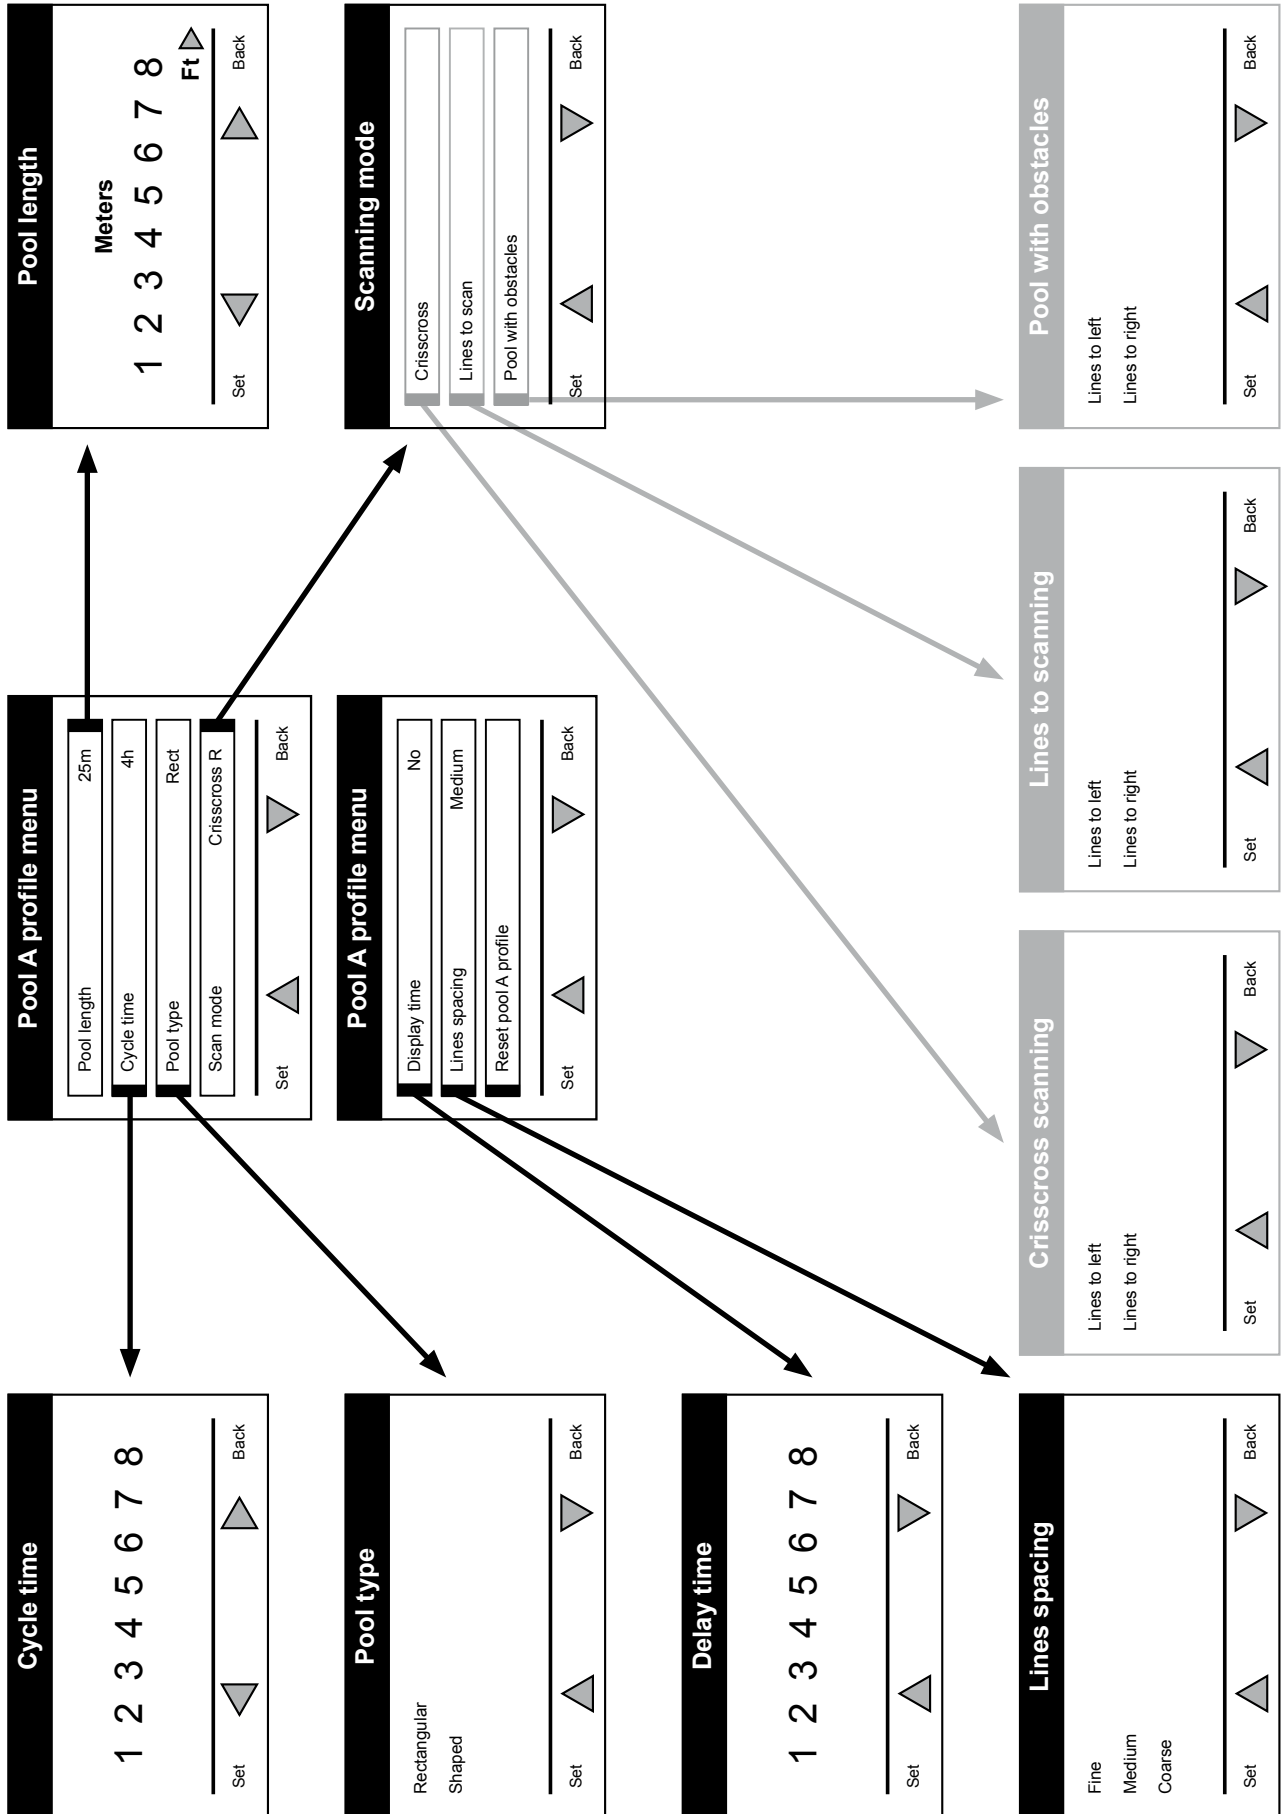 Cycle time
1 2 3 4 5 6 7 8
Set Back
Pool A profile menu
Pool length 25m
Cycle time 4h
Pool type Rect
Scan mode Crisscross R
Set Back
Pool length
Meters
1 2 3 4 5 6 7 8
Ft
Set Back
Pool type
Rectangular
Shaped
Set Back
Pool A profile menu
Display time No
Lines spacing Medium
Reset pool A profile
Set Back
Scanning mode
Crisscross
Lines to scan
Pool with obstacles
Set Back
Delay time
1 2 3 4 5 6 7 8
Set Back
Lines spacing
Fine
Medium
Coarse
Set Back
Crisscross scanning
Lines to left
Lines to right
Set Back
Lines to scanning
Lines to left
Lines to right
Set Back
Pool with obstacles
Lines to left
Lines to right
Set Back